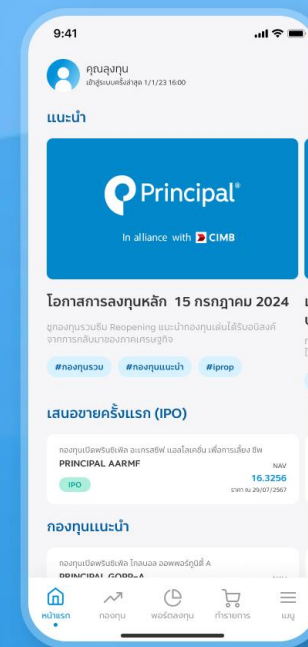 9:41
คุณลุงทุน
เข้าสู่ระบบครั้งล่าสุด 1/1/23 16:00
แนะนำ
Principal®
In alliance with CIMB
โอกาสการลงทุนหลัก 15 กรกฎาคม 2024
ชูกองทุนรวมธีม Reopening แนะนำกองทุนเด่นได้รับอนิสงค์
จากการกลับมาของภาคเศรษฐกิจ
#กองทุนรวม #กองทุนแนะนำ #iprop
เสนอขายครั้งแรก (IPO)
กองทุนเปิดพรินซิเพิล อะเกรสซิฟ แอลโลเคชั่น เพื่อการเลี้ยง ชีพ
PRINCIPAL AARMF
NAV
16.3256
IPO
ราคา ณ 29/07/2567
กองทุนแนะนำ
กองทุนเปิดพรินซิเพิล โกลบอล ออพพอร์ทูนิตี้ A
PRINCIPAL GOPP-A
หน้าแรก กองทุน พอร์ตลงทุน ทำรายการ เมนู